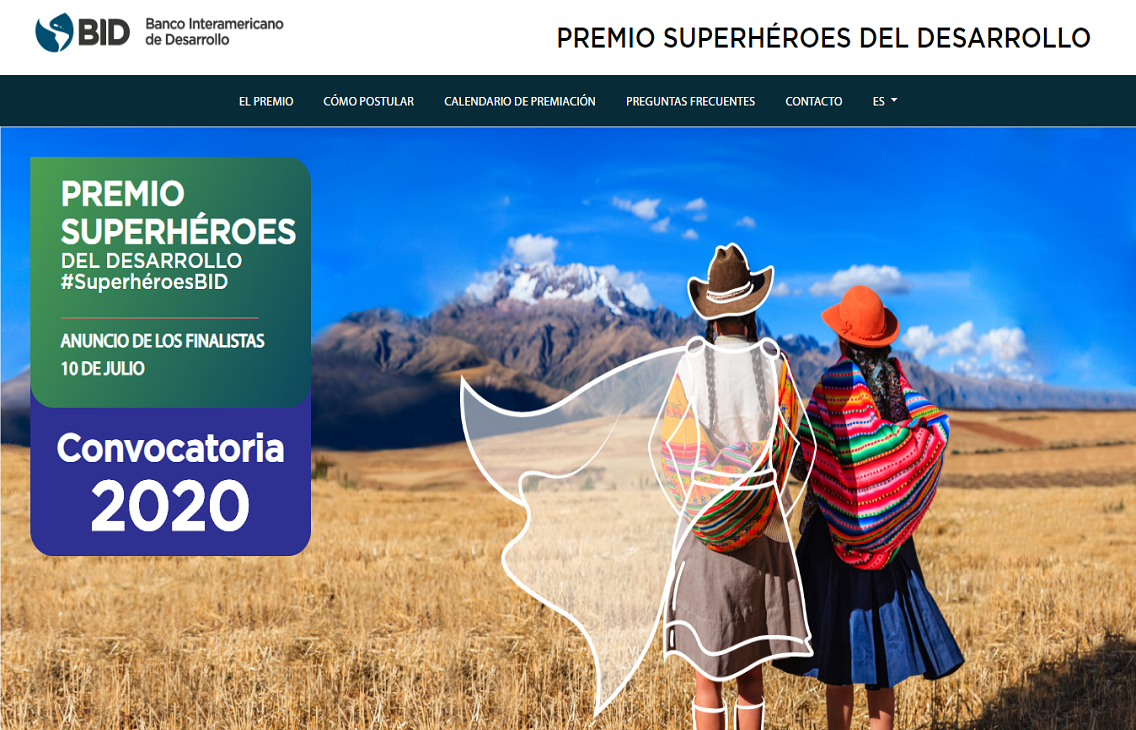 BID
Banco Interamericano
de Desarrollo
PREMIO SUPERHÉROES DEL DESARROLLO
EL PREMIO
CÓMO POSTULAR
CALENDARIO DE PREMIACIÓN
PREGUNTAS FRECUENTES
CONTACTO
ES
PREMIO
SUPERHÉROES
DEL DESARROLLO
#SuperhéroesBID
ANUNCIO DE LOS FINALISTAS
10 DE JULIO
Convocatoria
2020